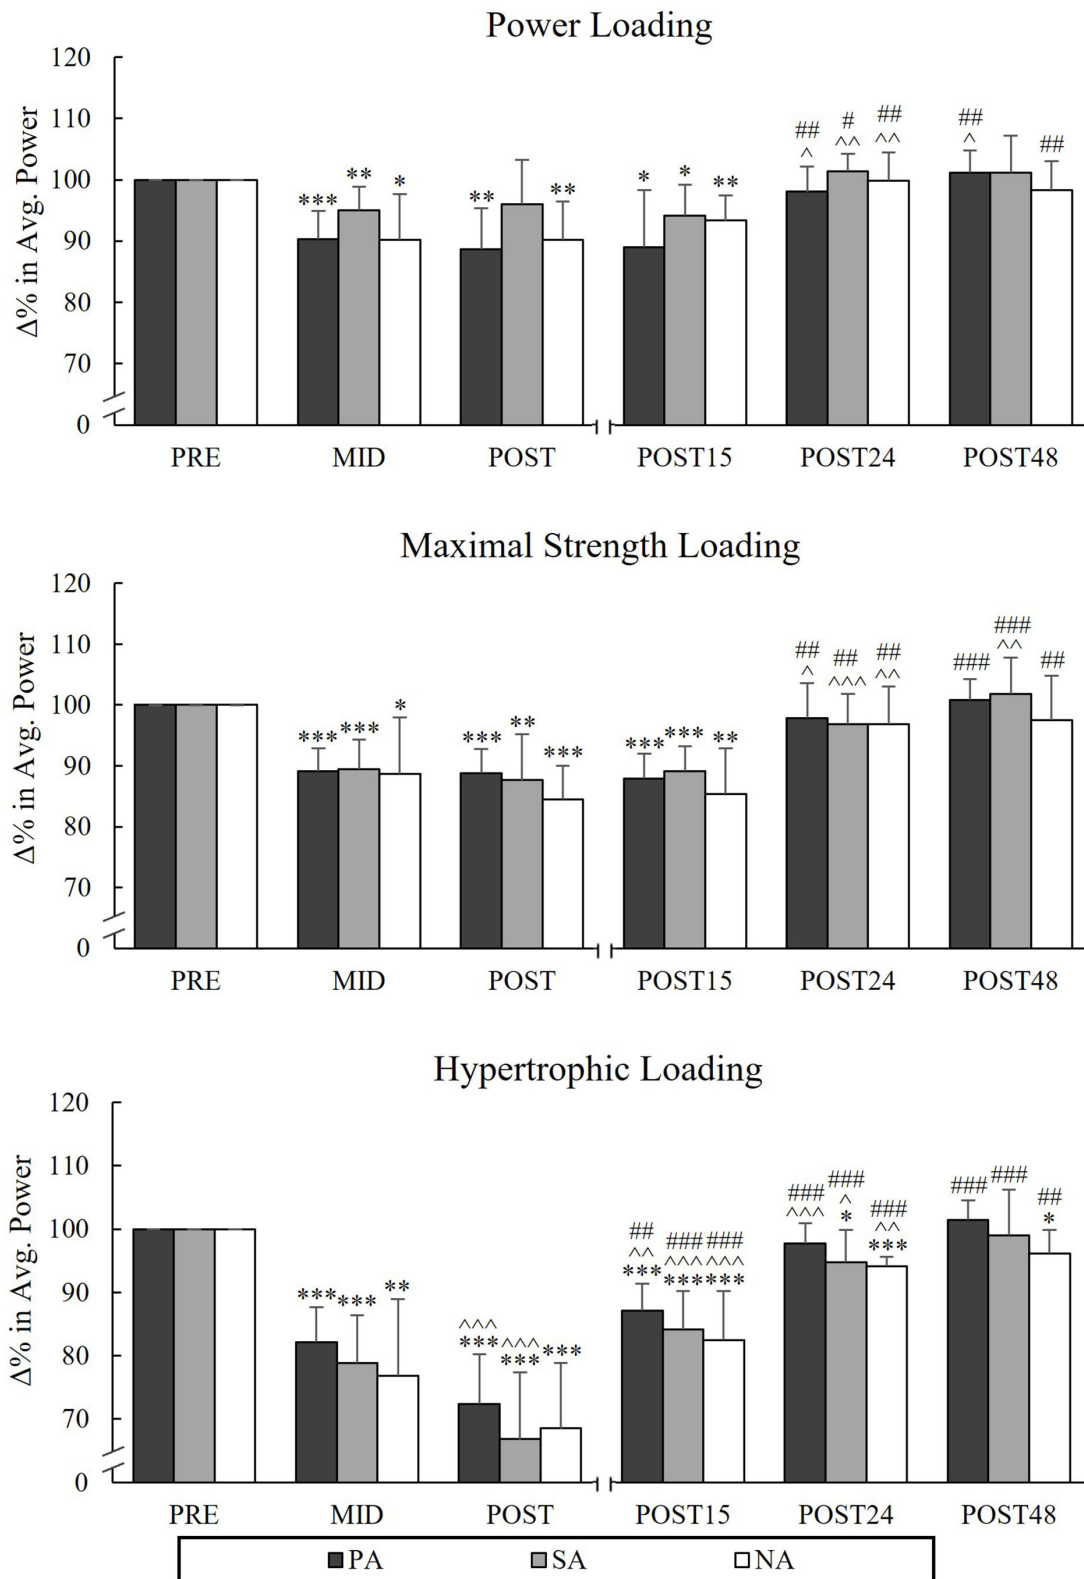 Power Loading
Δ% in Avg. Power
120
110
100
90
80
70
0
*** ** *
** **
* * **
## # ##
^ ^^ ^^
## ##
^
PRE MID POST POST15 POST24 POST48
Maximal Strength Loading
Δ% in Avg. Power
120
110
100
90
80
70
0
*** *** *
*** ** ***
*** *** **
## ## ##
^ ^^^ ^^
### ### ##
^^
PRE MID POST POST15 POST24 POST48
Hypertrophic Loading
Δ% in Avg. Power
120
110
100
90
80
70
0
*** *** **
^^^ ^^^
*** *** ***
## ### ###
^^ ^^^ ^^^
*** *** ***
### ### ###
^^^ ^ ^^
* ***
### ### ##
*
PRE MID POST POST15 POST24 POST48
PA SA NA